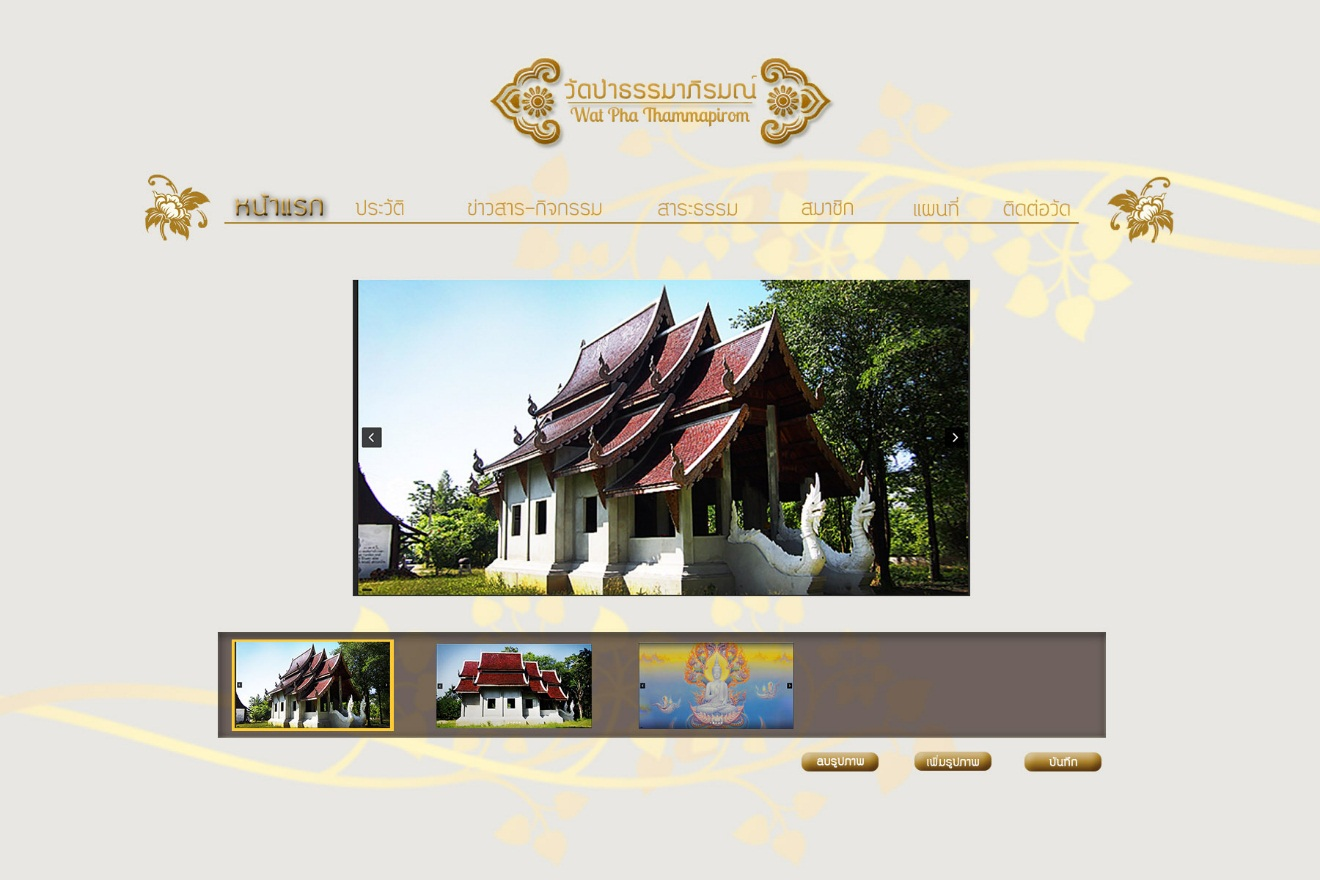 วัดป่าธรรมาภิรมณ์
Wat Pha Thammapirom
หน้าแรก ประวัติ ข่าวสาร-กิจกรรม สาระธรรม สมาชิก แผนที่ ติดต่อวัด
ลบรูปภาพ เพิ่มรูปภาพ บันทึก